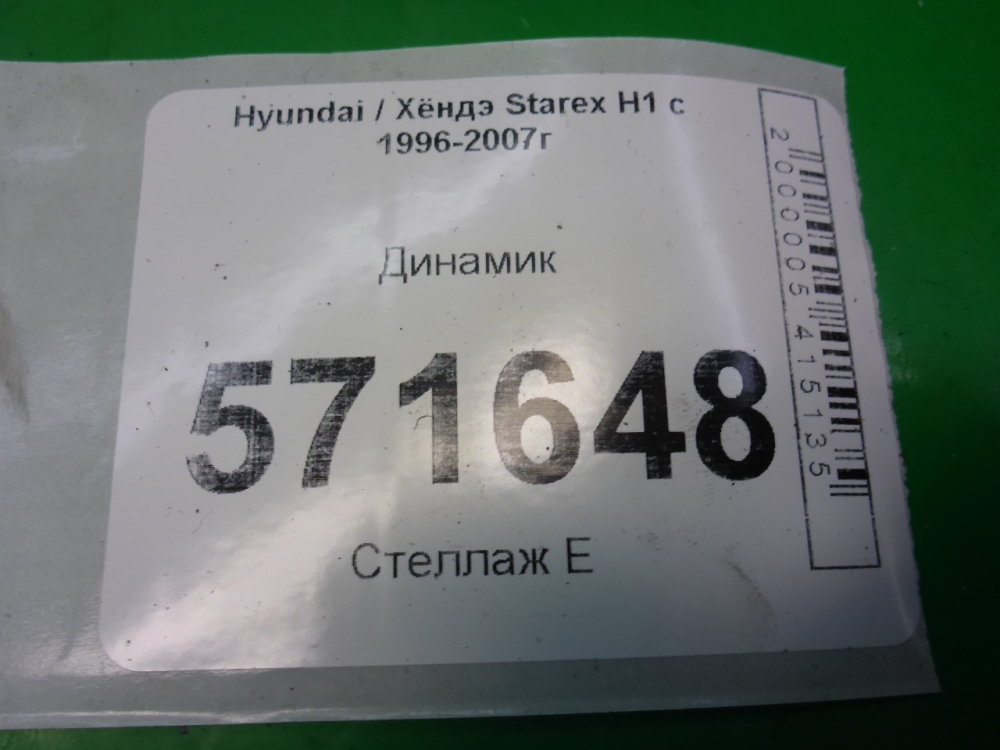 Hyundai / Хёндэ Starex H1 с
1996-2007г
Динамик
571648
Стеллаж Е
2000005415135